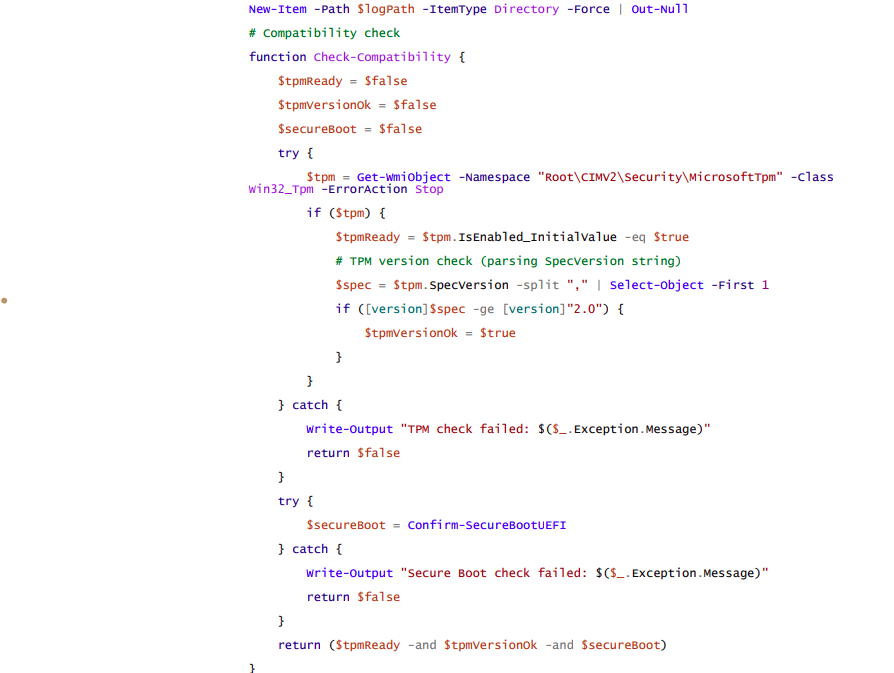 New-Item -Path $logPath -ItemType Directory -Force | Out-Null
# Compatibility check
function Check-Compatibility {
    $tpmReady = $false
    $tpmVersionOk = $false
    $secureBoot = $false
    try {
        $tpm = Get-WmiObject -Namespace "Root\CIMV2\Security\MicrosoftTpm" -Class
Win32_Tpm -ErrorAction Stop
        if ($tpm) {
            $tpmReady = $tpm.IsEnabled_InitialValue -eq $true
            # TPM version check (parsing SpecVersion string)
            $spec = $tpm.SpecVersion -split "," | Select-Object -First 1
            if ([version]$spec -ge [version]"2.0") {
                $tpmVersionOk = $true
            }
        }
    } catch {
        Write-Output "TPM check failed: $($_.Exception.Message)"
        return $false
    }
    try {
        $secureBoot = Confirm-SecureBootUEFI
    } catch {
        Write-Output "Secure Boot check failed: $($_.Exception.Message)"
        return $false
    }
    return ($tpmReady -and $tpmVersionOk -and $secureBoot)
}